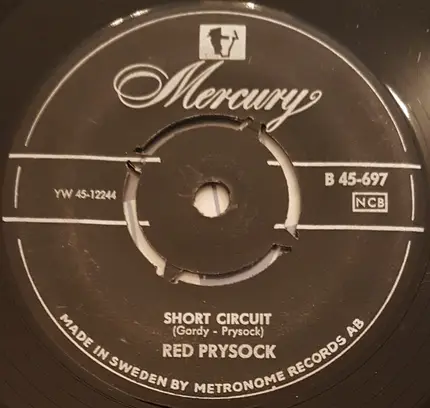 Mercury
YW 45-12244
B 45-697
NCB
SHORT CIRCUIT
(Gordy - Prysock)
RED PRYSOCK
MADE IN SWEDEN BY METRONOME RECORDS AB